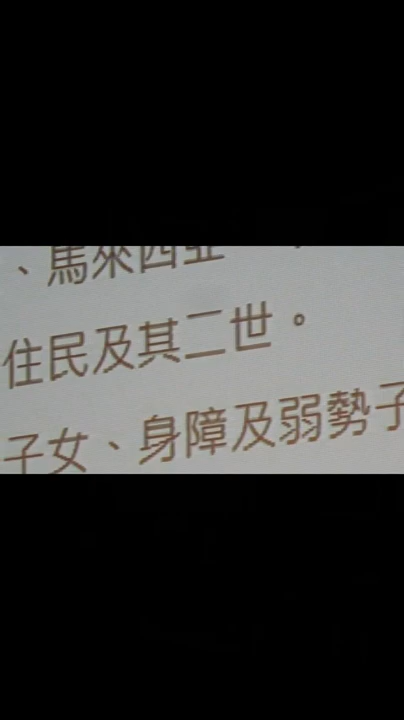 、馬來西亞
住民及其二世。
子女、身障及弱勢子